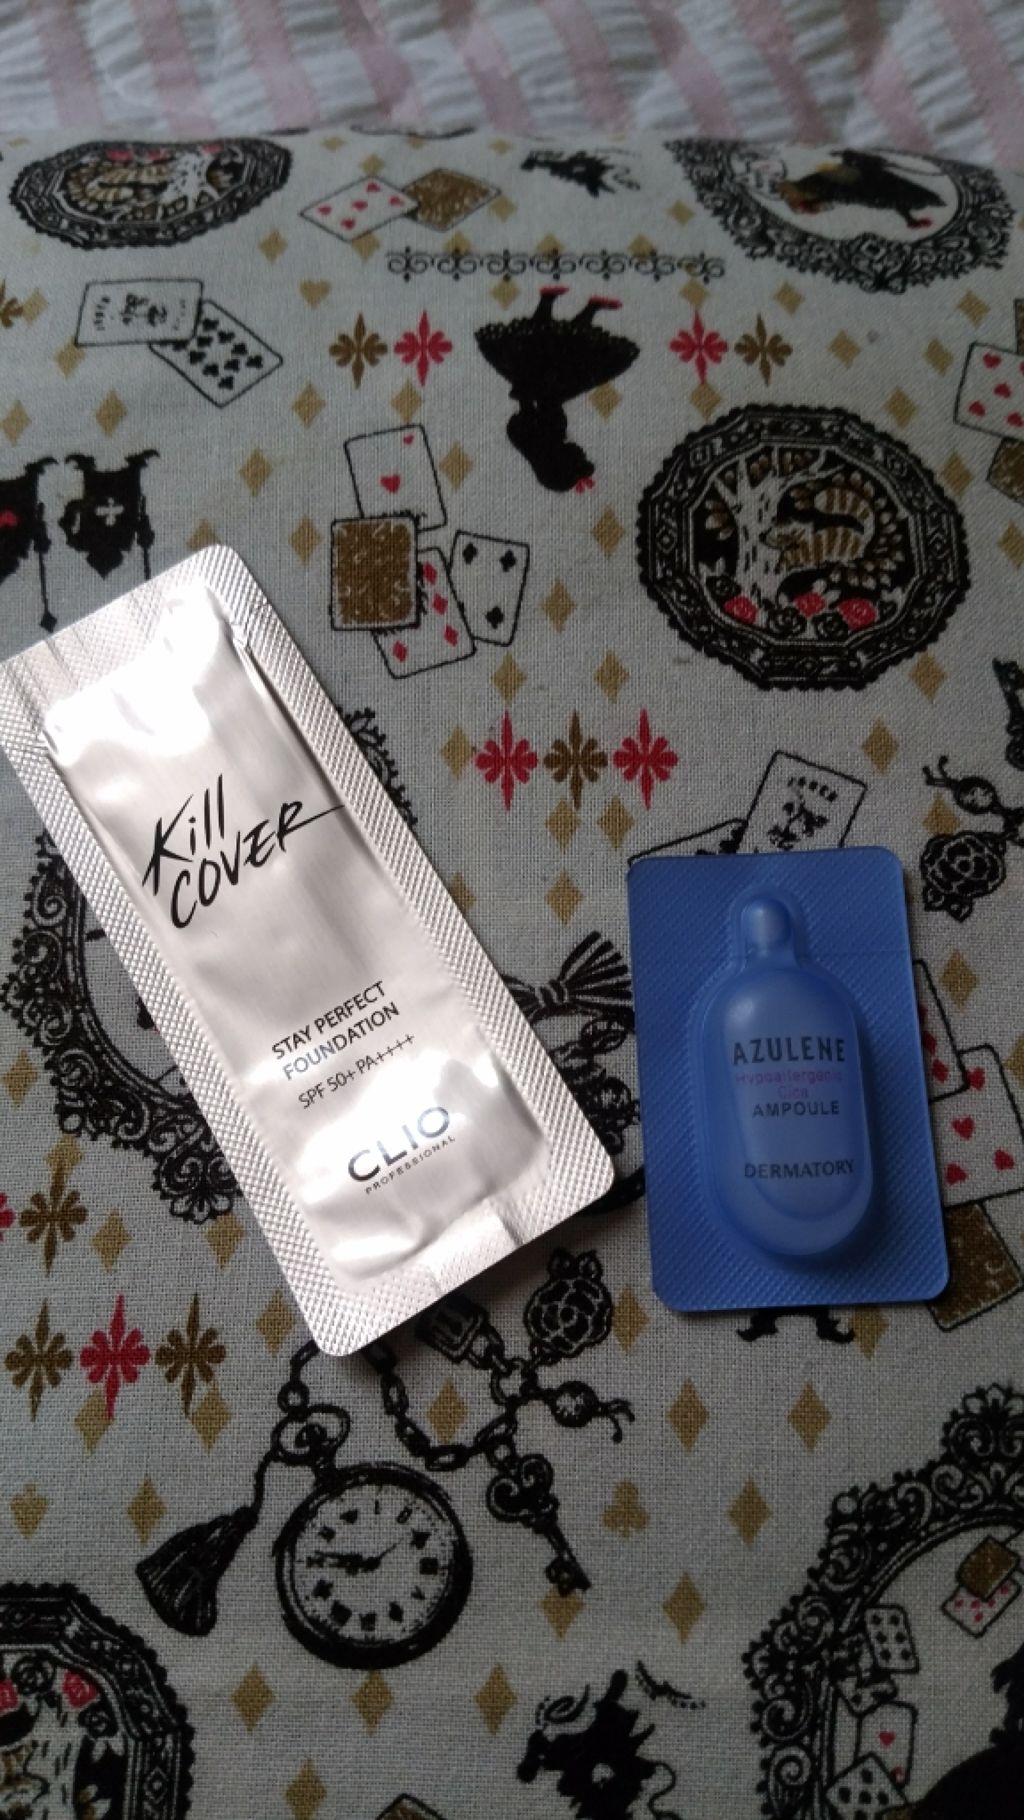 Kill
COVER
STAY PERFECT
FOUNDATION
SPF 50+ PA++++
CLIO
PROFESSIONAL
AZULENE
Hypoallergenic
Cica
AMPOULE
DERMATORY